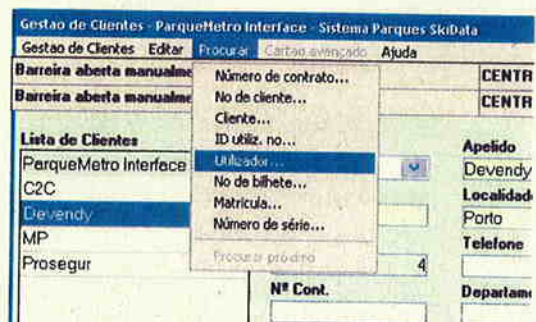 Gestao de Clientes - ParqueMetro Interface - Sistema Parques SkiData
Gestao de Clientes Editar Procurar Cartao avançado Ajuda
Barreira aberta manualme CENTR
Barreira aberta manualme CENTR
Número de contrato...
No de cliente...
Cliente...
ID utiliz. no...
Utilizador...
No de bilhete...
Matricula...
Número de série...
Procurar próximo
Lista de Clientes
ParqueMetro Interface
C2C
Devendy
MP
Prosegur
4
Nº Cont.
Apelido
Devendy
Localidad
Porto
Telefone
Departame